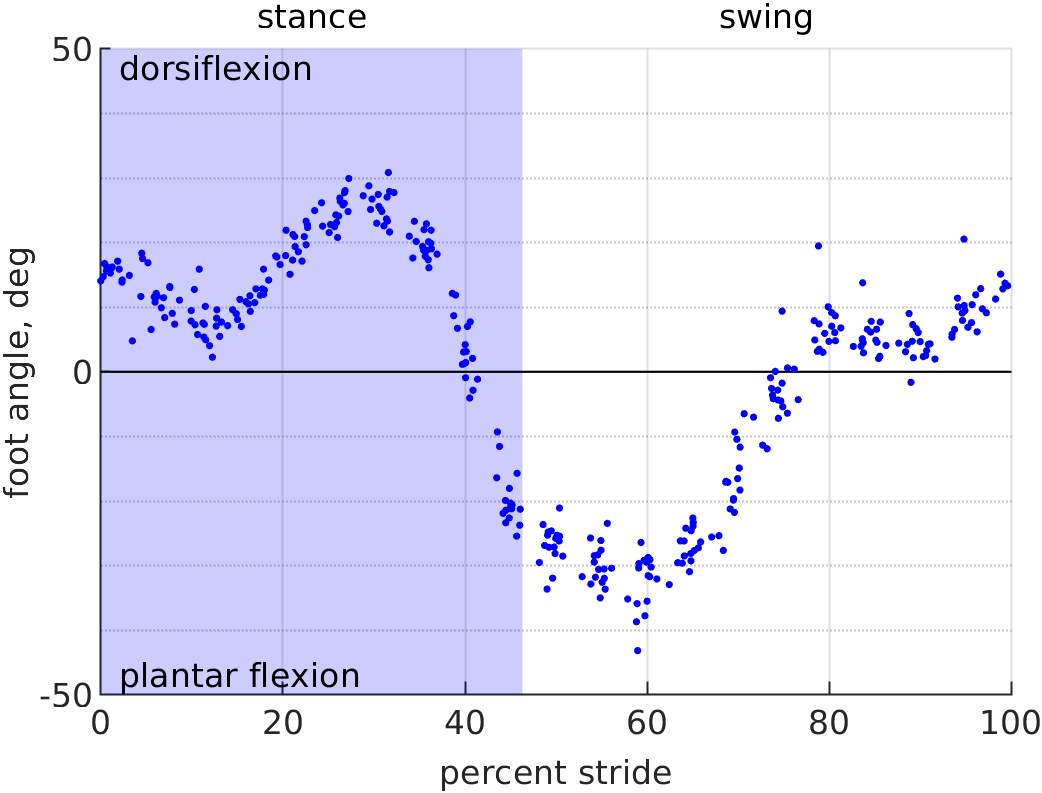 stance swing
50
dorsiflexion
foot angle, deg
0
plantar flexion
-50
0 20 40 60 80 100
percent stride